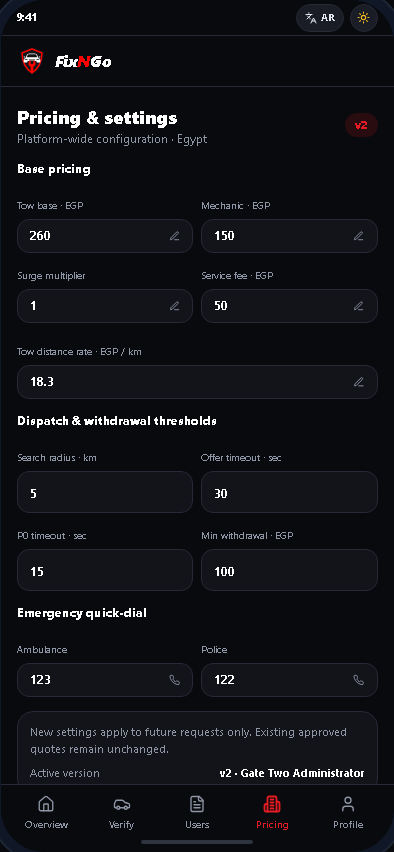 9:41
AR
FixNGo
Pricing & settings
Platform-wide configuration · Egypt
v2
Base pricing
Tow base · EGP
Mechanic · EGP
260
150
Surge multiplier
Service fee · EGP
1
50
Tow distance rate · EGP / km
18.3
Dispatch & withdrawal thresholds
Search radius · km
Offer timeout · sec
5
30
P0 timeout · sec
Min withdrawal · EGP
15
100
Emergency quick-dial
Ambulance
Police
123
122
New settings apply to future requests only. Existing approved
quotes remain unchanged.
Active version
v2 · Gate Two Administrator
Overview
Verify
Users
Pricing
Profile